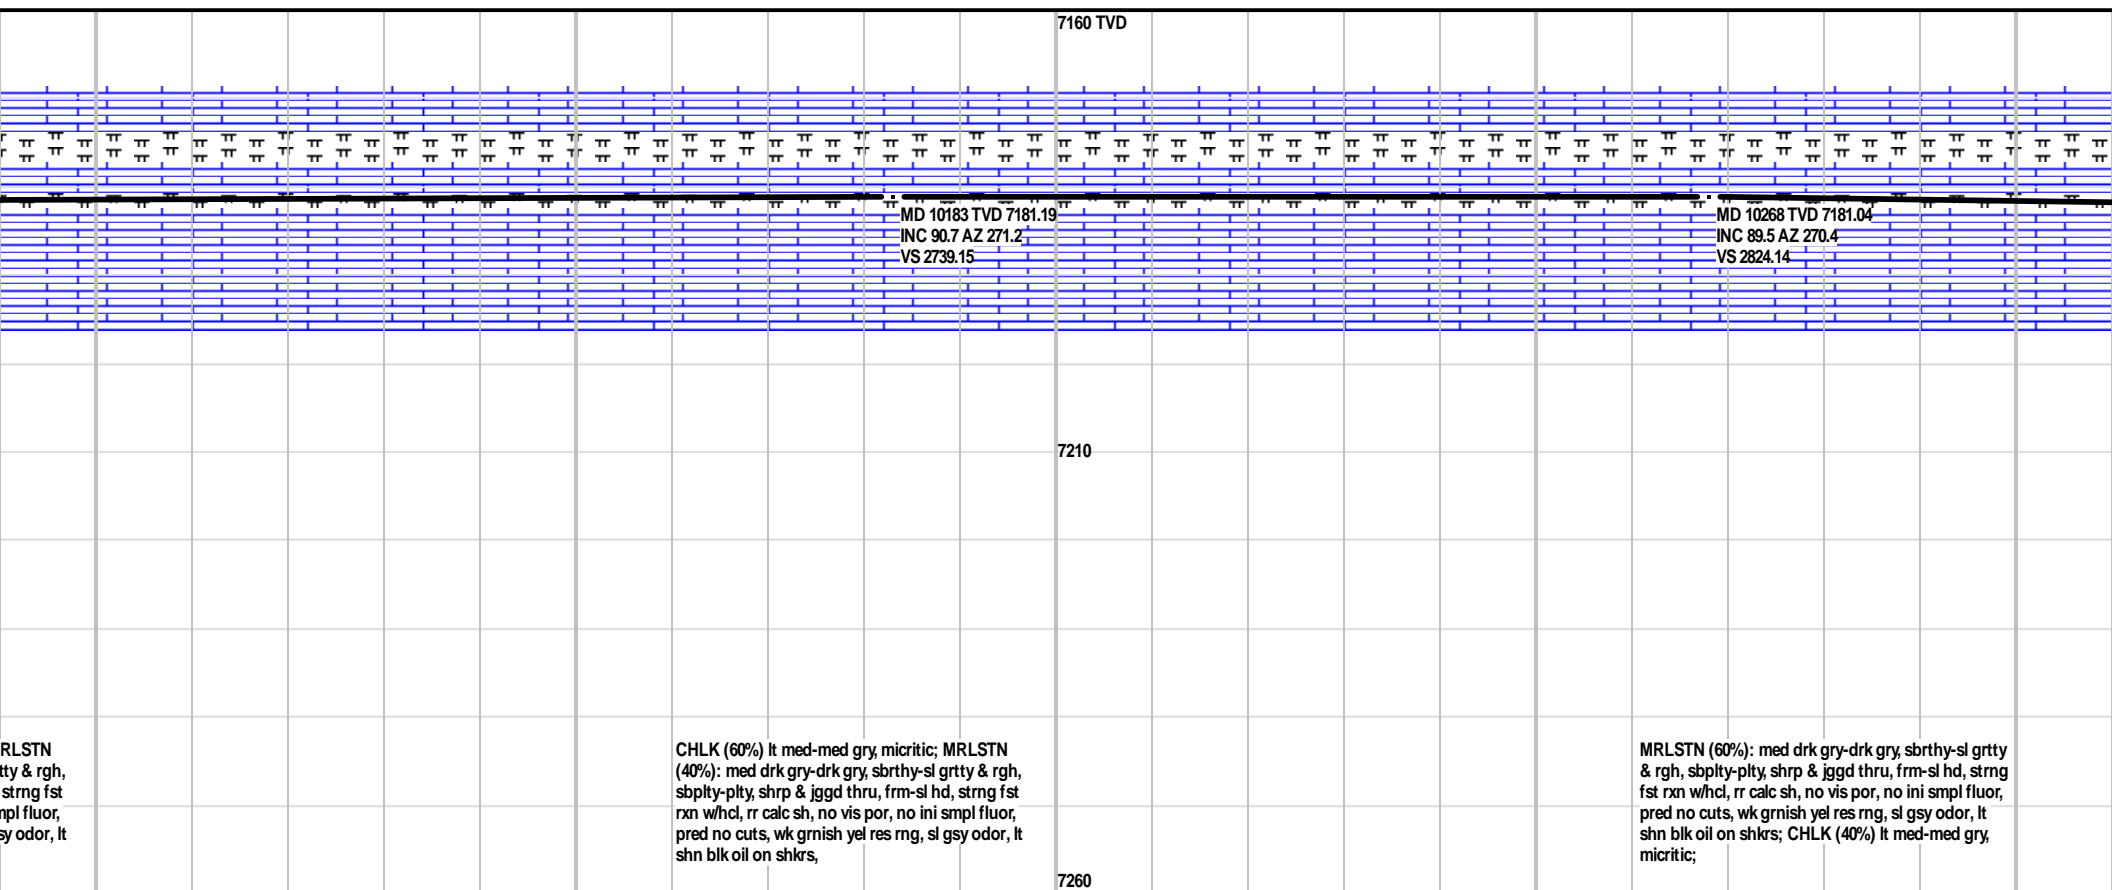 7160 TVD
MD 10183 TVD 7181.19
INC 90.7 AZ 271.2
VS 2739.15
MD 10268 TVD 7181.04
INC 89.5 AZ 270.4
VS 2824.14
7210
RLSTN
tty & rgh,
strng fst
mpl fluor,
sy odor, lt
CHLK (60%) lt med-med gry, micritic; MRLSTN
(40%): med drk gry-drk gry, sbrthy-sl grtty & rgh,
sbplty-plty, shrp & jggd thru, frm-sl hd, strng fst
rxn w/hcl, rr calc sh, no vis por, no ini smpl fluor,
pred no cuts, wk grnish yel res rng, sl gsy odor, lt
shn blk oil on shkrs,
MRLSTN (60%): med drk gry-drk gry, sbrthy-sl grtty
& rgh, sbplty-plty, shrp & jggd thru, frm-sl hd, strng
fst rxn w/hcl, rr calc sh, no vis por, no ini smpl fluor,
pred no cuts, wk grnish yel res rng, sl gsy odor, lt
shn blk oil on shkrs; CHLK (40%) lt med-med gry,
micritic;
7260